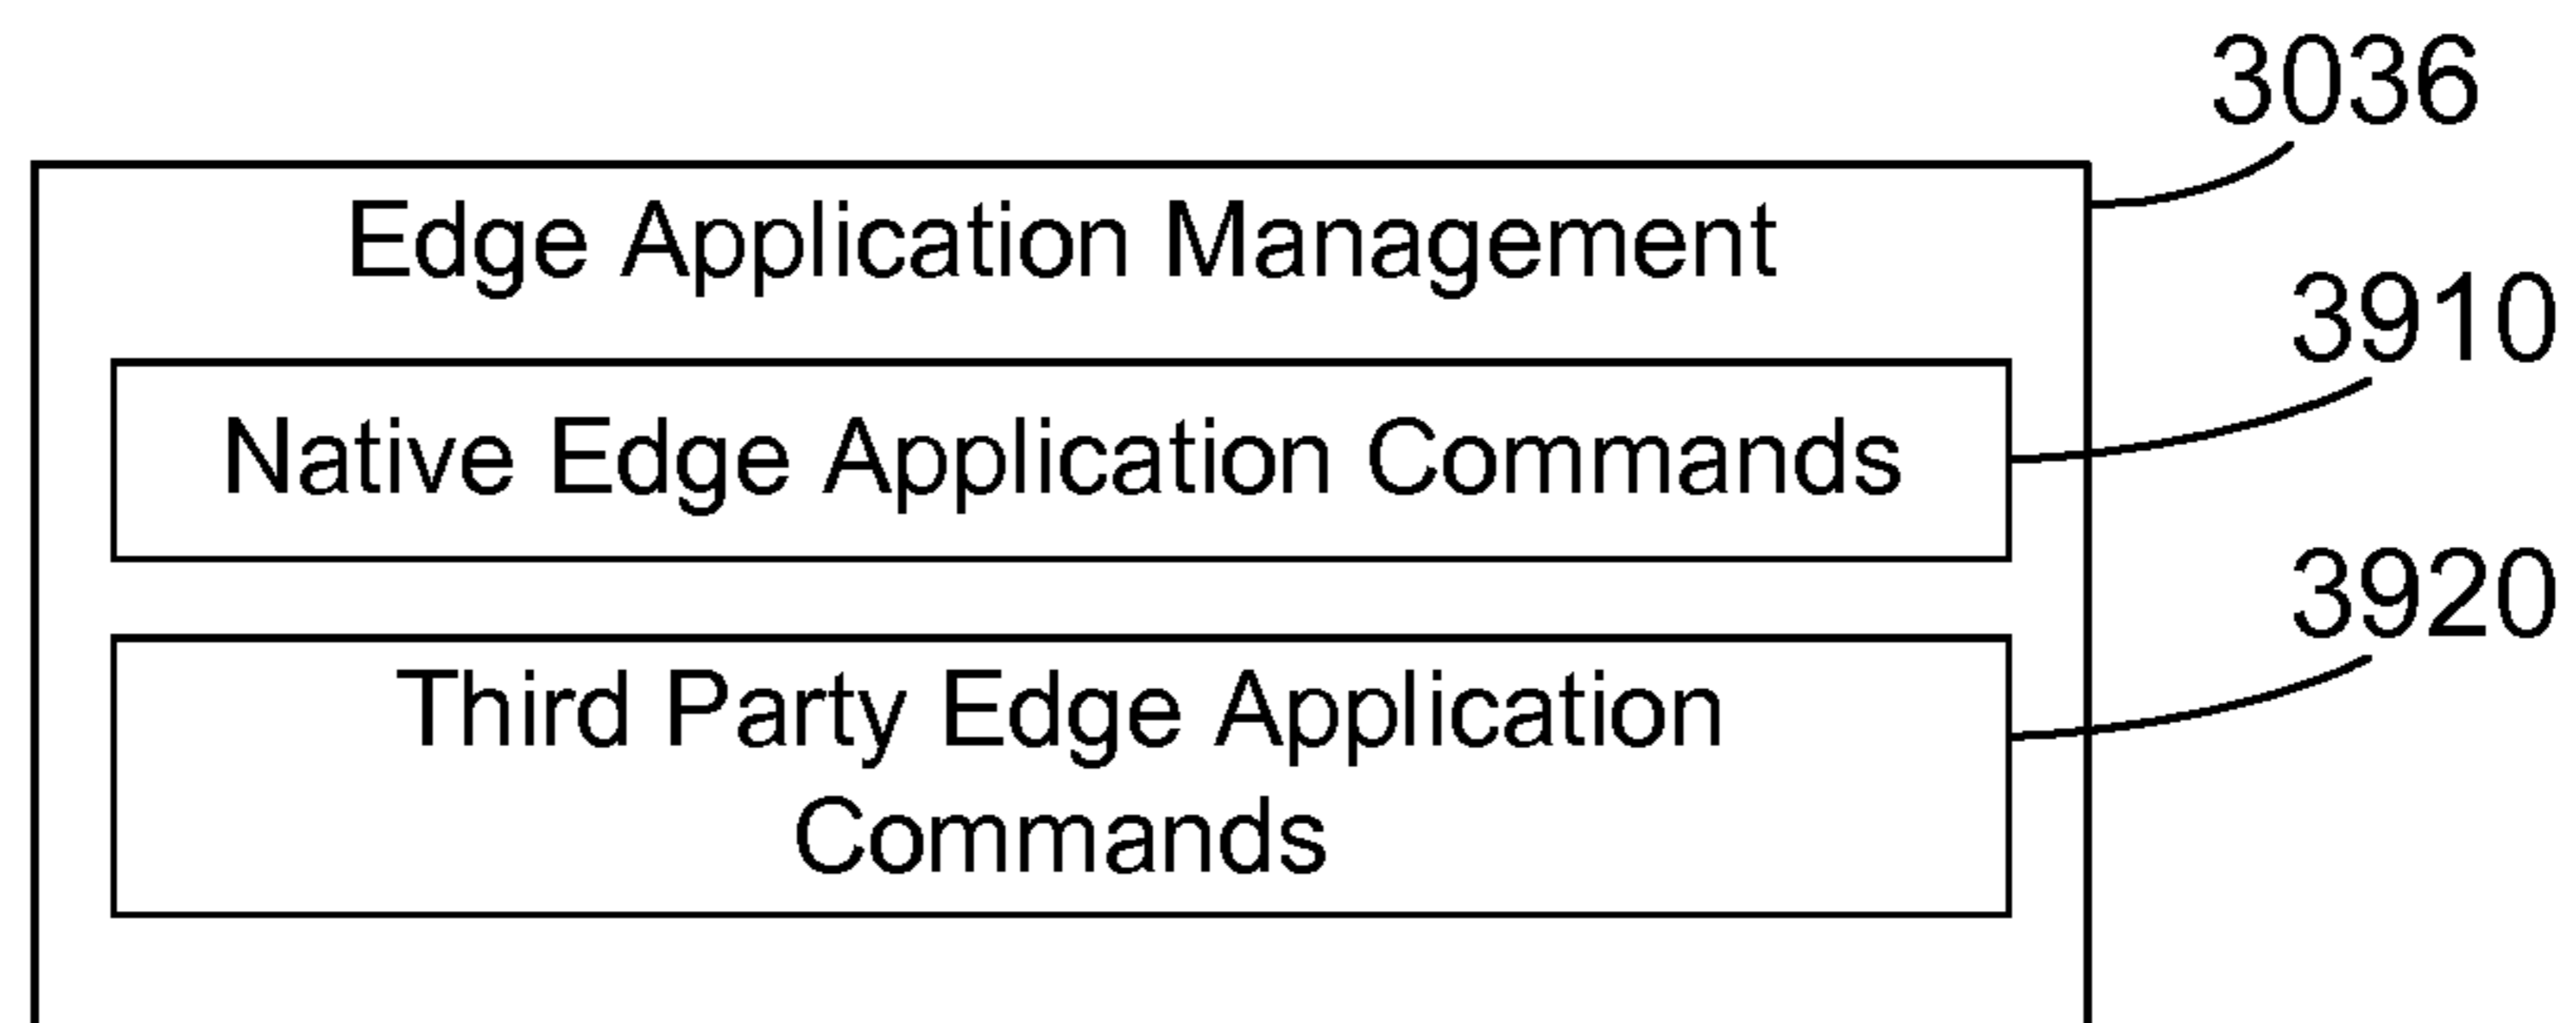 3036
Edge Application Management
3910
Native Edge Application Commands
3920
Third Party Edge Application
Commands